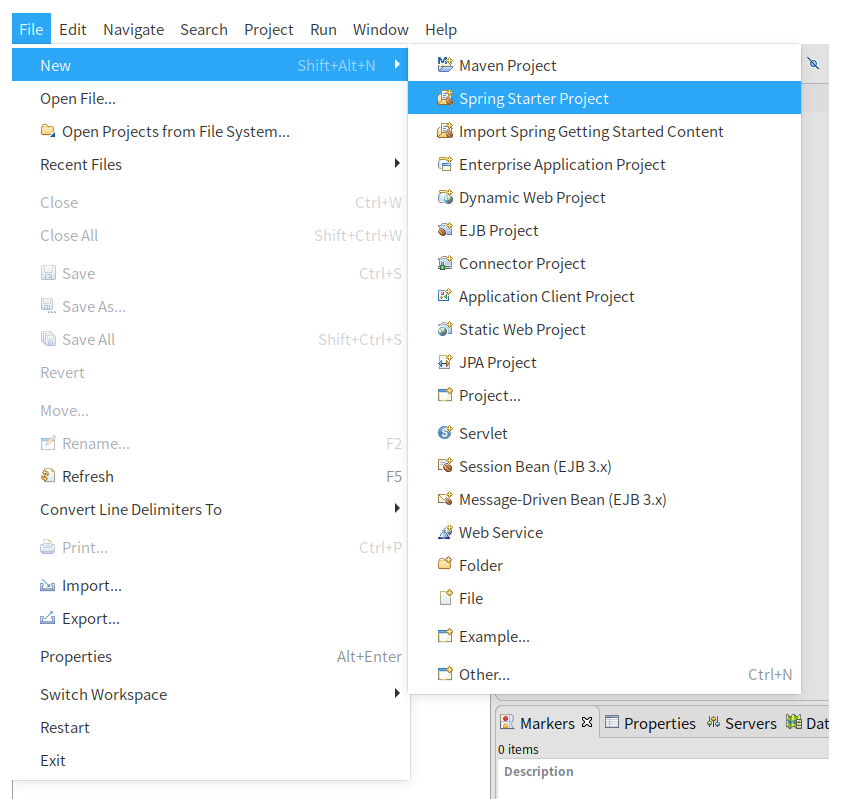 File Edit Navigate Search Project Run Window Help
New Shift+Alt+N
Open File...
Open Projects from File System...
Recent Files
Close Ctrl+W
Close All Shift+Ctrl+W
Save Ctrl+S
Save As...
Save All Shift+Ctrl+S
Revert
Move...
Rename... F2
Refresh F5
Convert Line Delimiters To
Print... Ctrl+P
Import...
Export...
Properties Alt+Enter
Switch Workspace
Restart
Exit
Maven Project
Spring Starter Project
Import Spring Getting Started Content
Enterprise Application Project
Dynamic Web Project
EJB Project
Connector Project
Application Client Project
Static Web Project
JPA Project
Project...
Servlet
Session Bean (EJB 3.x)
Message-Driven Bean (EJB 3.x)
Web Service
Folder
File
Example...
Other... Ctrl+N
Markers Properties Servers Dat
0 items
Description